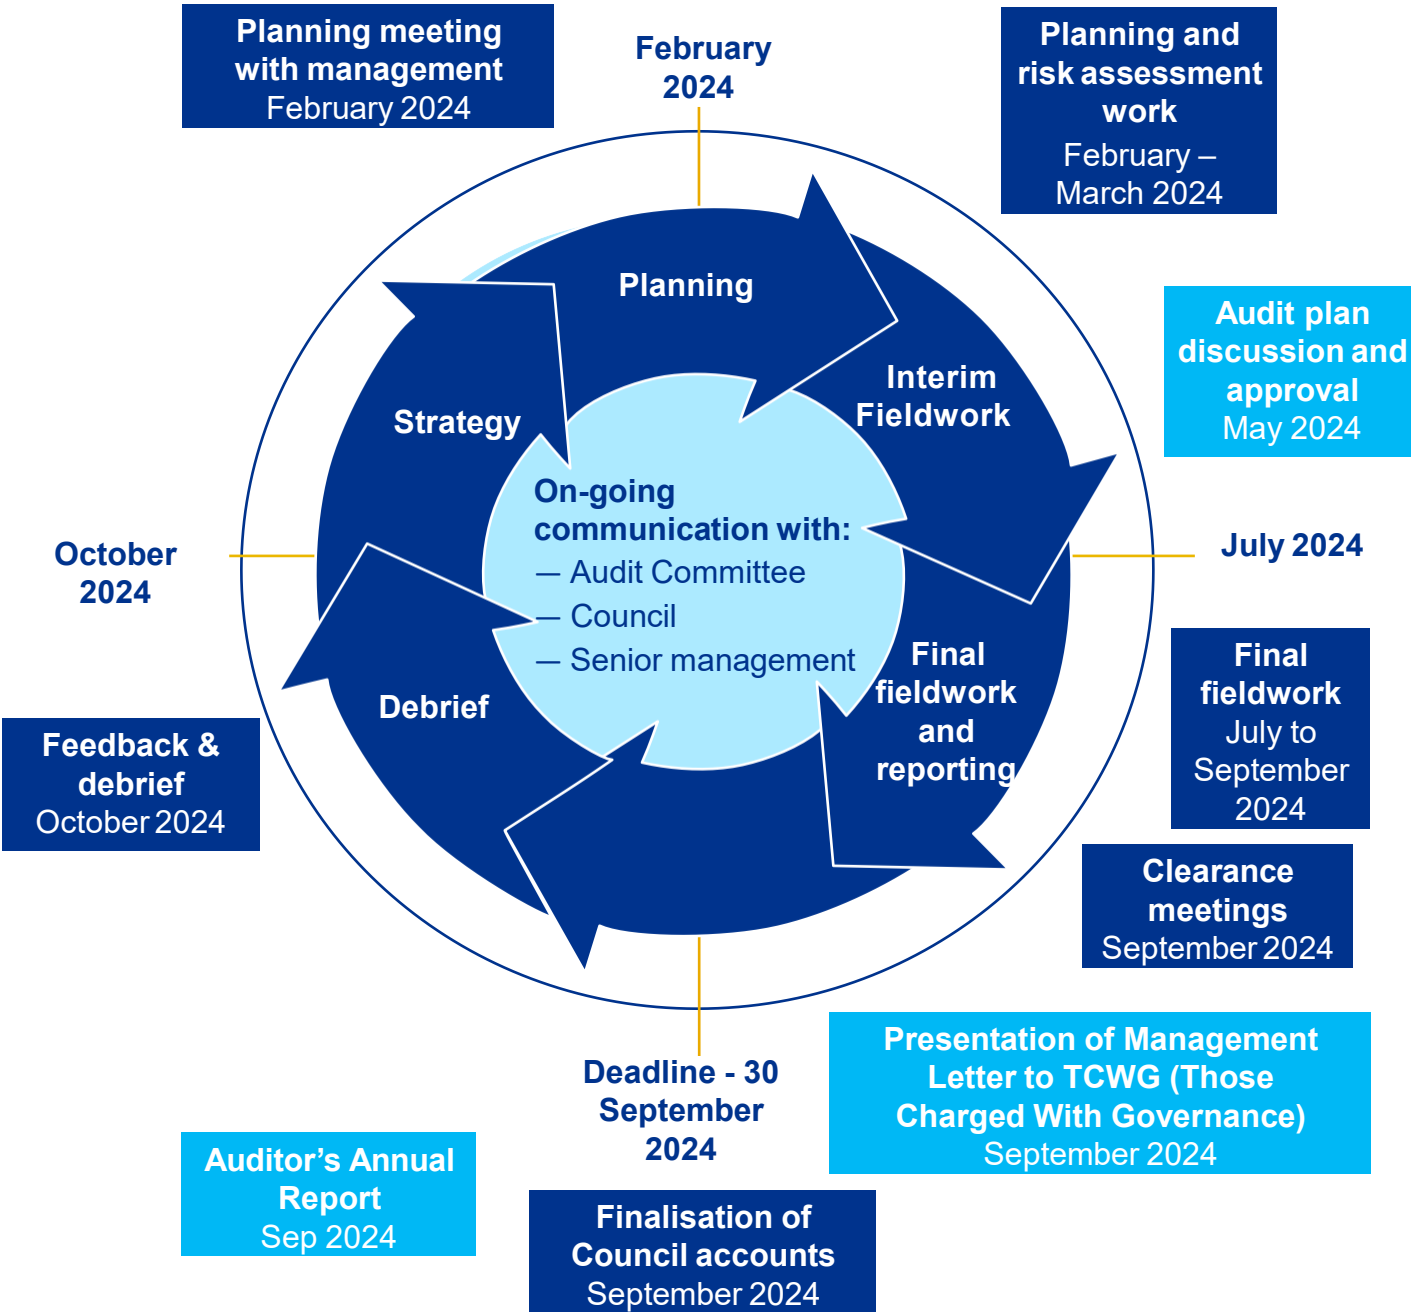 Planning meeting
with management
February 2024
February
2024
Planning and
risk assessment
work
February –
March 2024
Planning
Audit plan
discussion and
approval
May 2024
Interim
Fieldwork
Strategy
On-going
communication with:
— Audit Committee
— Council
— Senior management
October
2024
July 2024
Final
fieldwork
and
reporting
Final
fieldwork
July to
September
2024
Debrief
Feedback &
debrief
October 2024
Clearance
meetings
September 2024
Presentation of Management
Letter to TCWG (Those
Charged With Governance)
September 2024
Deadline - 30
September
2024
Auditor’s Annual
Report
Sep 2024
Finalisation of
Council accounts
September 2024